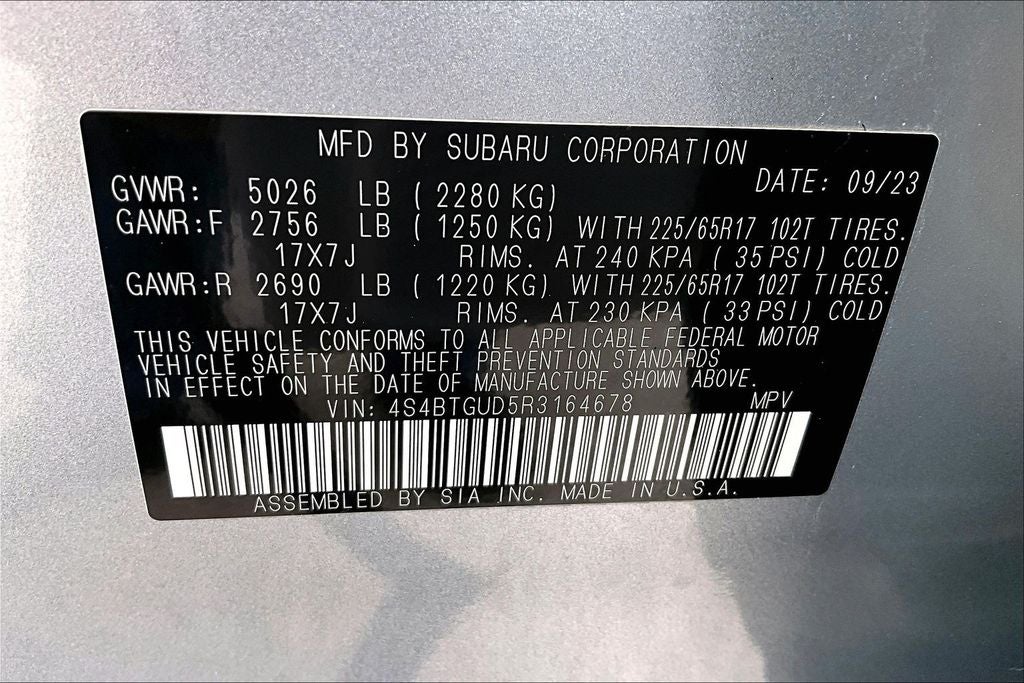 MFD BY SUBARU CORPORATION
DATE: 09/23
GVWR: 5026 LB ( 2280 KG)
GAWR:F 2756 LB ( 1250 KG) WITH 225/65R17 102T TIRES.
17X7J RIMS. AT 240 KPA ( 35 PSI) COLD
GAWR:R 2690 LB ( 1220 KG) WITH 225/65R17 102T TIRES.
17X7J RIMS. AT 230 KPA ( 33 PSI) COLD
THIS VEHICLE CONFORMS TO ALL APPLICABLE FEDERAL MOTOR
VEHICLE SAFETY AND THEFT PREVENTION STANDARDS
IN EFFECT ON THE DATE OF MANUFACTURE SHOWN ABOVE.
VIN: 4S4BTGUD5R3164678 MPV
ASSEMBLED BY SIA INC. MADE IN U.S.A.